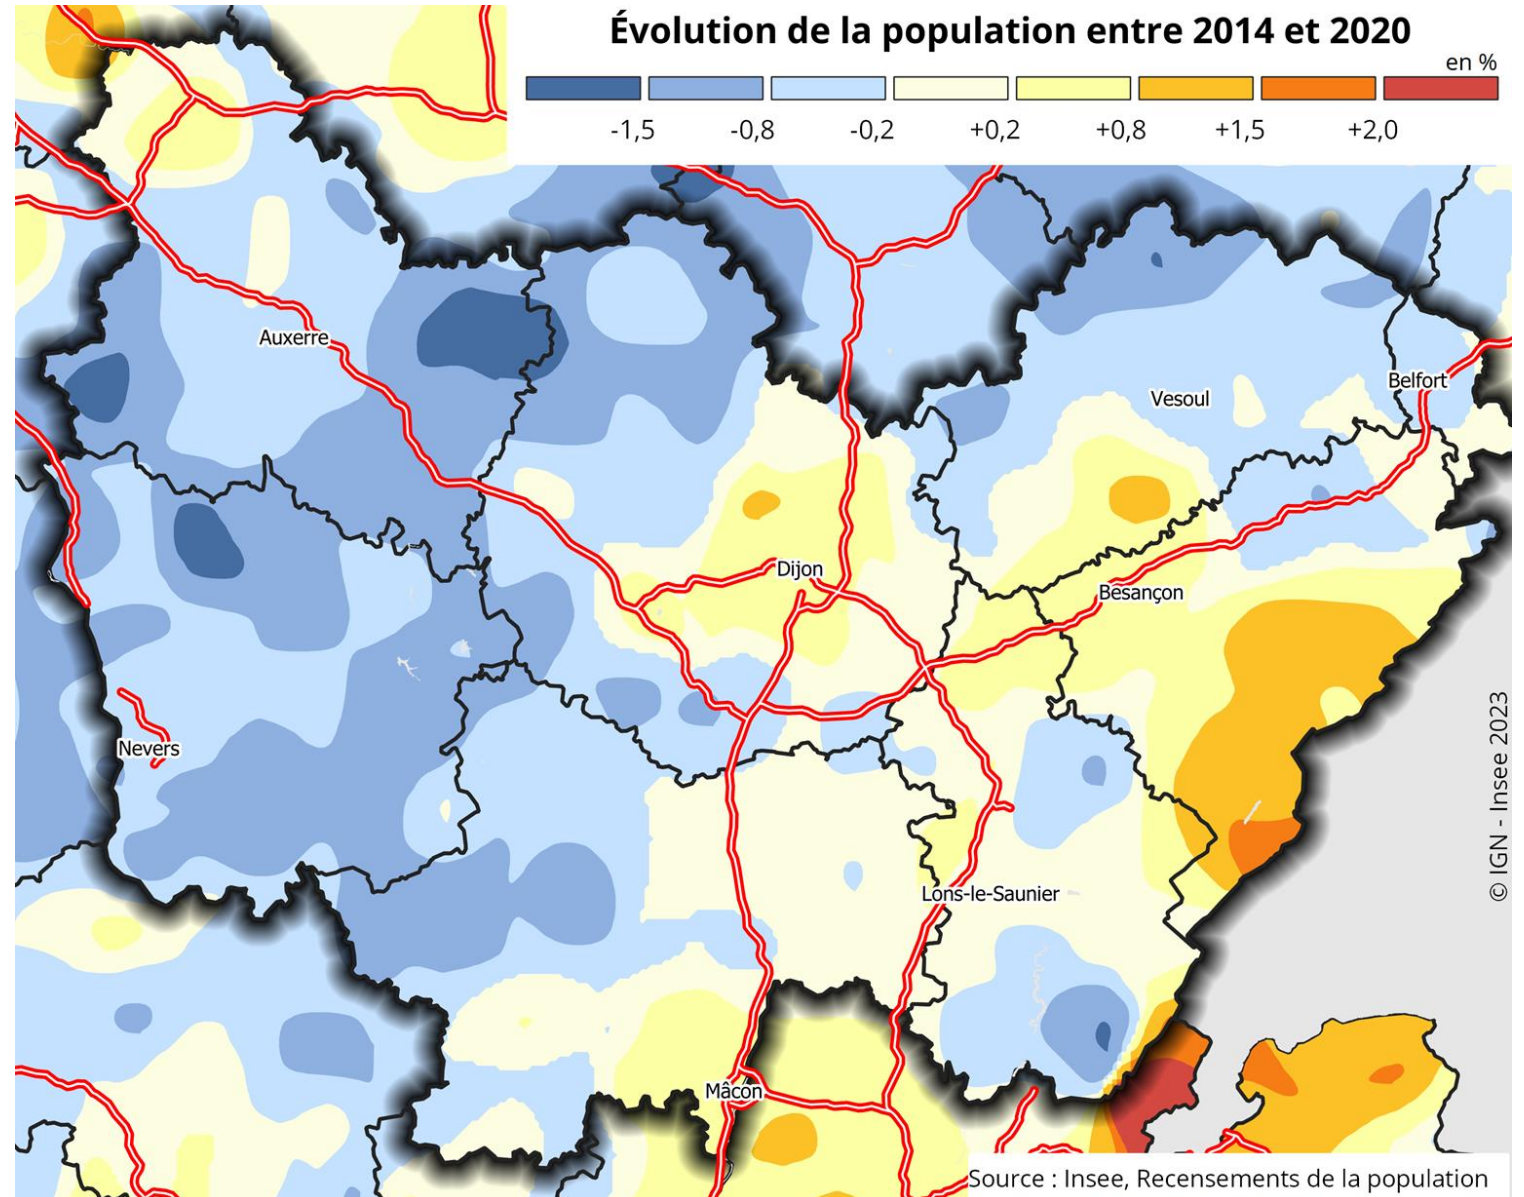 Évolution de la population entre 2014 et 2020
en %
-1,5 -0,8 -0,2 +0,2 +0,8 +1,5 +2,0
Auxerre
Belfort
Vesoul
Dijon
Besançon
Nevers
Lons-le-Saunier
Mâcon
© IGN - Insee 2023
Source : Insee, Recensements de la population